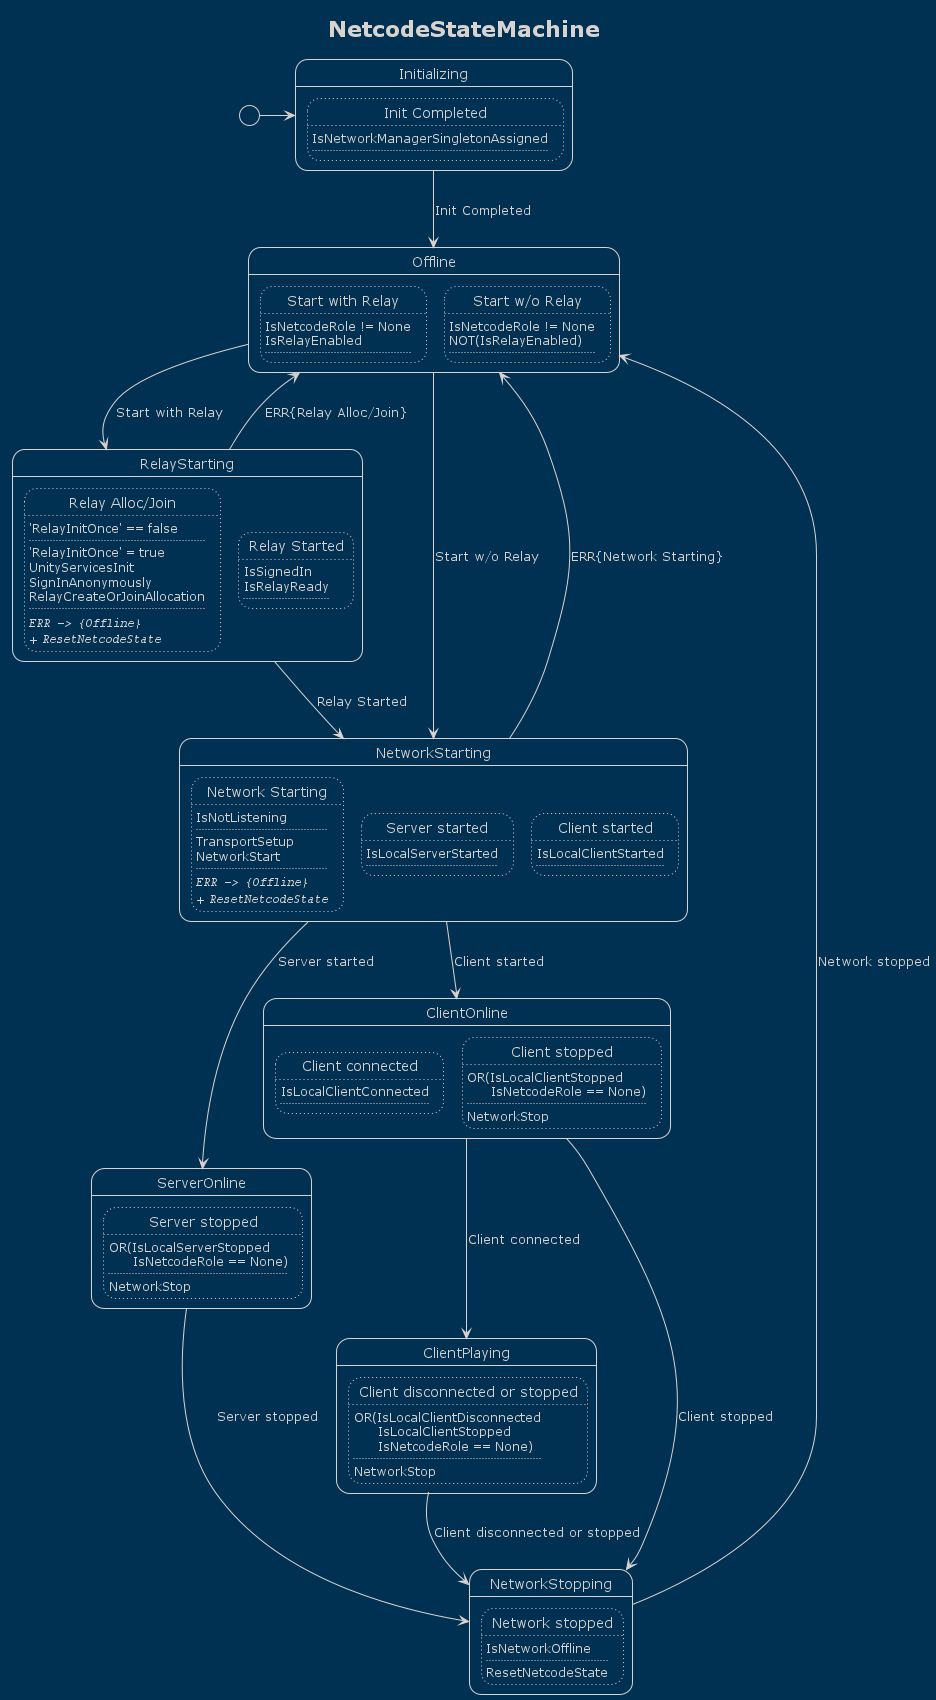 NetcodeStateMachine
Initializing
Init Completed
IsNetworkManagerSingletonAssigned
Init Completed
Offline
Start with Relay
IsNetcodeRole != None
IsRelayEnabled
Start w/o Relay
IsNetcodeRole != None
NOT(IsRelayEnabled)
Start with Relay
ERR{Relay Alloc/Join}
RelayStarting
Relay Alloc/Join
'RelayInitOnce' == false
'RelayInitOnce' = true
UnityServicesInit
SignInAnonymously
RelayCreateOrJoinAllocation
ERR -> {Offline}
+ ResetNetcodeState
Relay Started
IsSignedIn
IsRelayReady
Start w/o Relay
ERR{Network Starting}
Relay Started
NetworkStarting
Network Starting
IsNotListening
TransportSetup
NetworkStart
ERR -> {Offline}
+ ResetNetcodeState
Server started
IsLocalServerStarted
Client started
IsLocalClientStarted
Server started
Client started
Network stopped
ClientOnline
Client connected
IsLocalClientConnected
Client stopped
OR(IsLocalClientStopped
IsNetcodeRole == None)
NetworkStop
ServerOnline
Server stopped
OR(IsLocalServerStopped
IsNetcodeRole == None)
NetworkStop
Client connected
ClientPlaying
Client disconnected or stopped
OR(IsLocalClientDisconnected
IsLocalClientStopped
IsNetcodeRole == None)
NetworkStop
Server stopped
Client stopped
Client disconnected or stopped
NetworkStopping
Network stopped
IsNetworkOffline
ResetNetcodeState